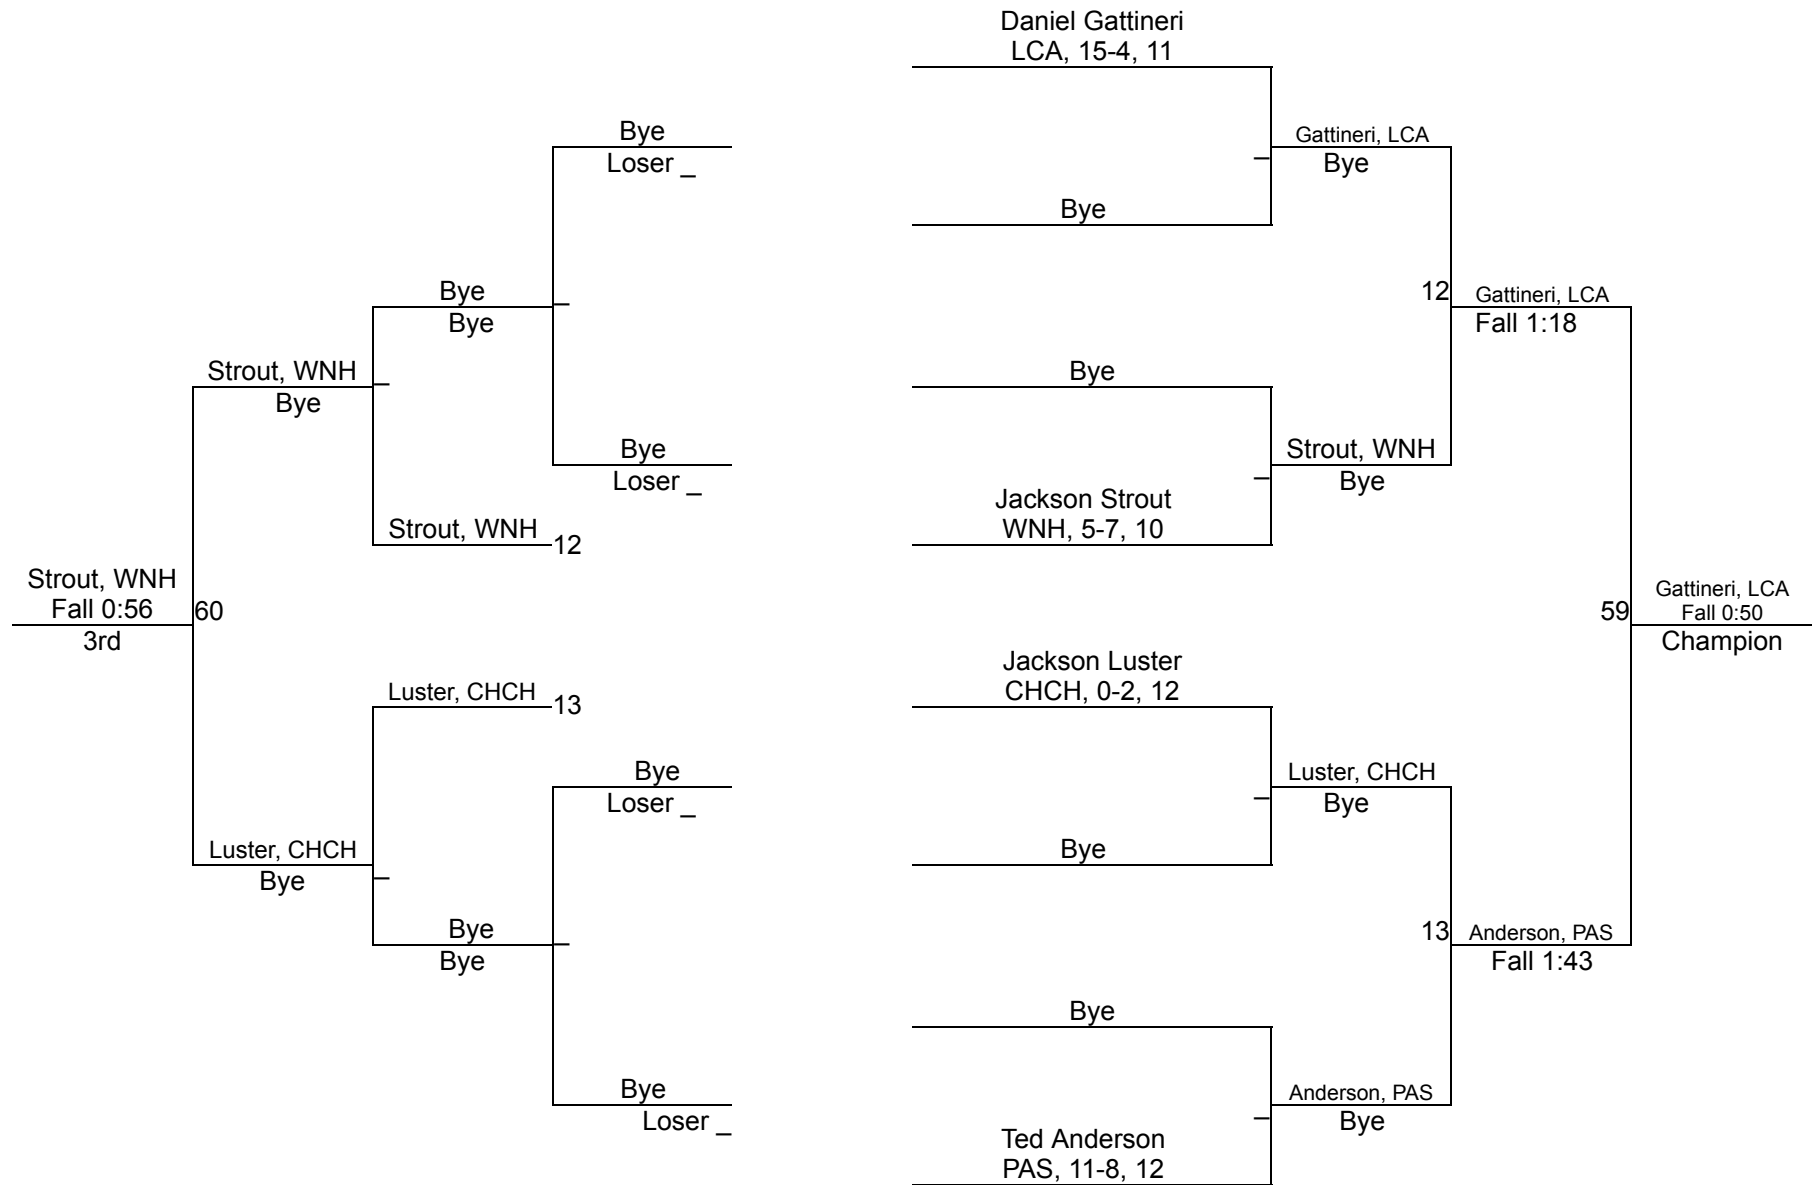 Daniel Gattineri
LCA, 15-4, 11
Bye
Loser _
Gattineri, LCA
Bye
Bye
Bye
Bye
12
Gattineri, LCA
Fall 1:18
Strout, WNH
Bye
Bye
Bye
Loser _
Strout, WNH
Bye
Jackson Strout
WNH, 5-7, 10
Strout, WNH
12
Strout, WNH
Fall 0:56
3rd
60
59
Gattineri, LCA
Fall 0:50
Champion
Jackson Luster
CHCH, 0-2, 12
Luster, CHCH
13
Bye
Loser _
Luster, CHCH
Bye
Luster, CHCH
Bye
Bye
Bye
Bye
13
Anderson, PAS
Fall 1:43
Bye
Bye
Loser _
Anderson, PAS
Bye
Ted Anderson
PAS, 11-8, 12